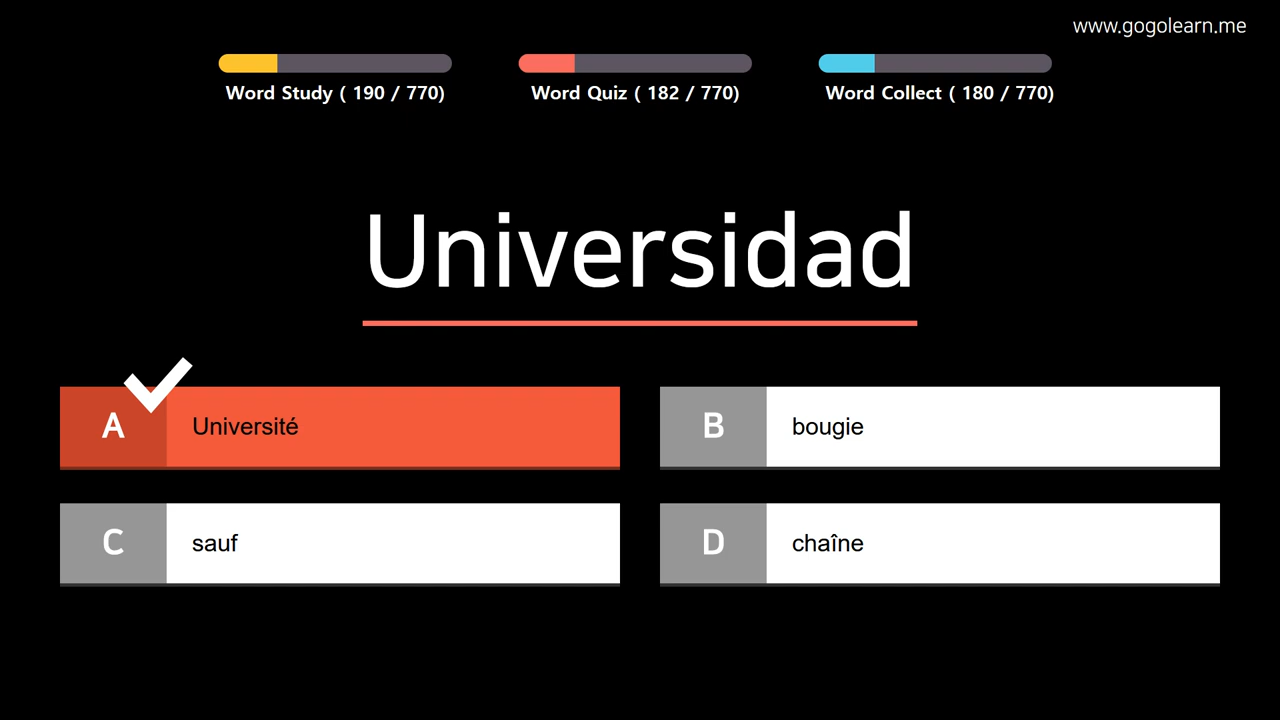 www.gogolearn.me
Word Study ( 190 / 770)
Word Quiz ( 182 / 770)
Word Collect ( 180 / 770)
Universidad
A Université
B bougie
C sauf
D chaîne